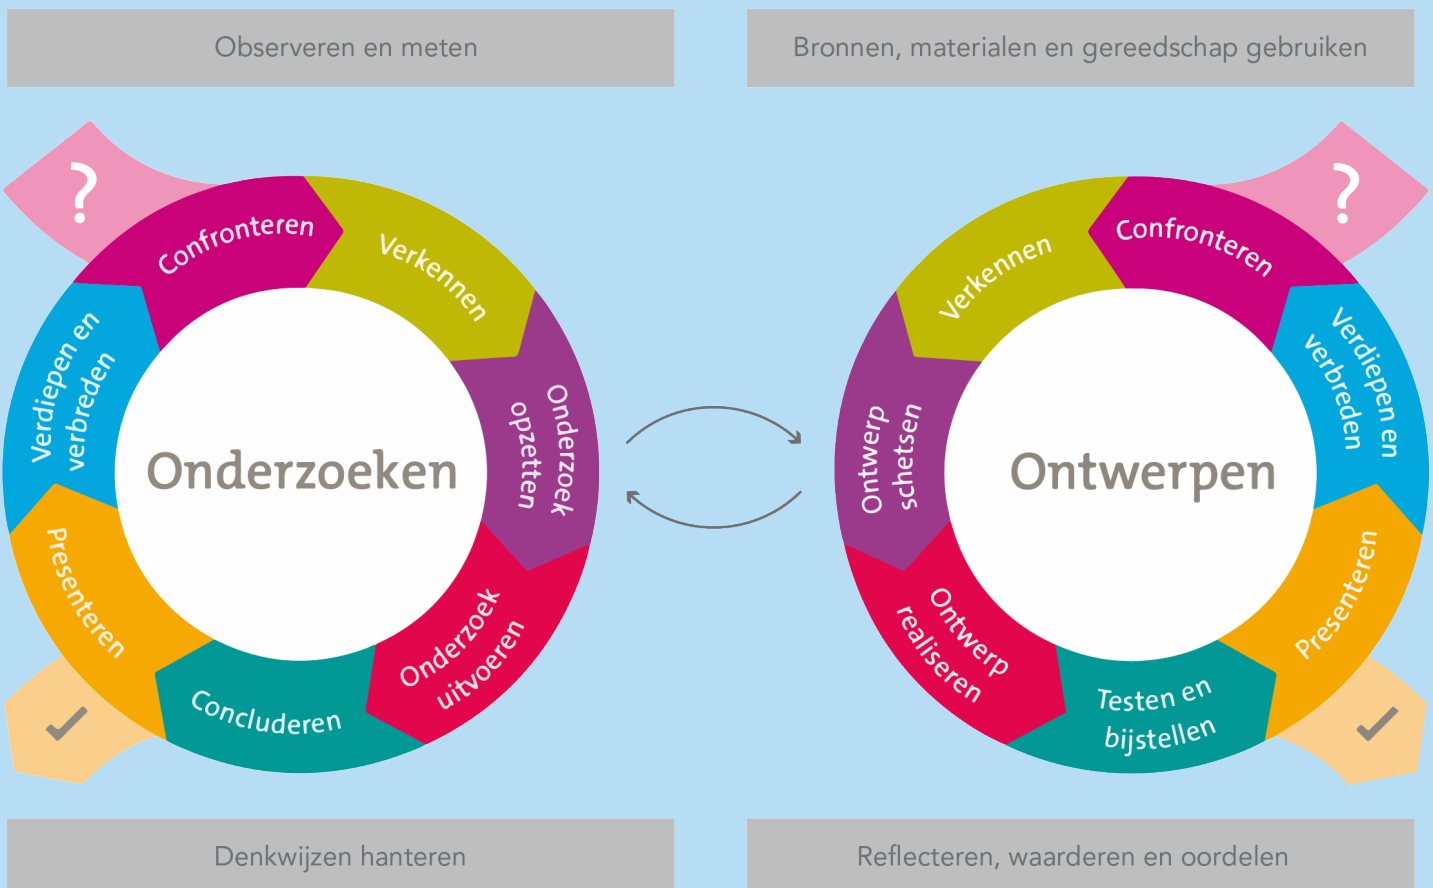 Observeren en meten
Bronnen, materialen en gereedschap gebruiken
?
Confronteren
Verkennen
Onderzoek
opzetten
Onderzoek
uitvoeren
Concluderen
Presenteren
Verdiepen en
verbreden
Onderzoeken
?
Confronteren
Verkennen
Ontwerp
schetsen
Ontwerp
realiseren
Testen en
bijstellen
Presenteren
Verdiepen en
verbreden
Ontwerpen
Denkwijzen hanteren
Reflecteren, waarderen en oordelen